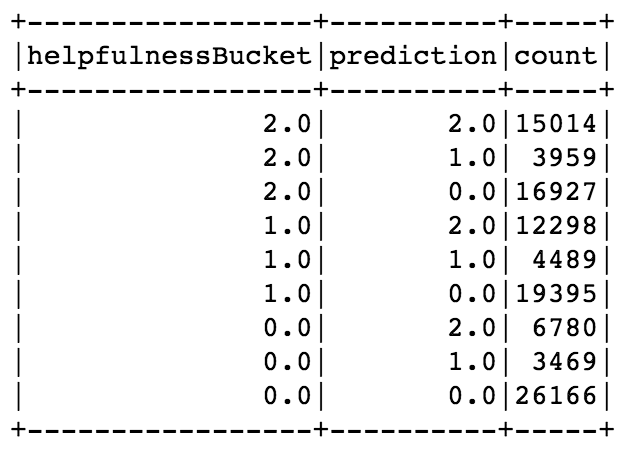 +-----------------+----------+-----+
|helpfulnessBucket|prediction|count|
+-----------------+----------+-----+
|              2.0|       2.0|15014|
|              2.0|       1.0| 3959|
|              2.0|       0.0|16927|
|              1.0|       2.0|12298|
|              1.0|       1.0| 4489|
|              1.0|       0.0|19395|
|              0.0|       2.0| 6780|
|              0.0|       1.0| 3469|
|              0.0|       0.0|26166|
+-----------------+----------+-----+